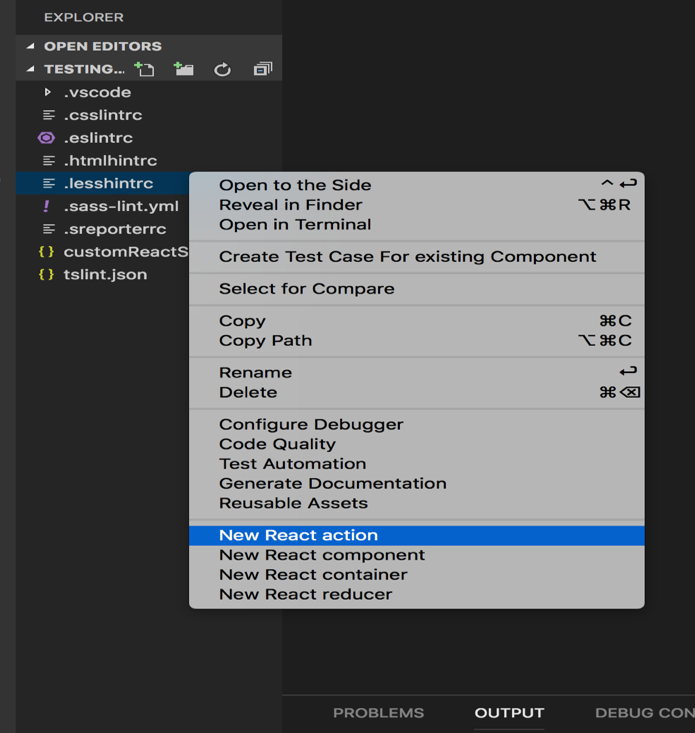 EXPLORER
OPEN EDITORS
TESTING...
.vscode
.csslintrc
.eslintrc
.htmlhintrc
.lesshintrc
.sass-lint.yml
.sreporterrc
customReactS
tslint.json
Open to the Side ^↩
Reveal in Finder ⌥⌘R
Open in Terminal
Create Test Case For existing Component
Select for Compare
Copy ⌘C
Copy Path ⌥⌘C
Rename ↩
Delete ⌘⌫
Configure Debugger
Code Quality
Test Automation
Generate Documentation
Reusable Assets
New React action
New React component
New React container
New React reducer
PROBLEMS OUTPUT DEBUG CON